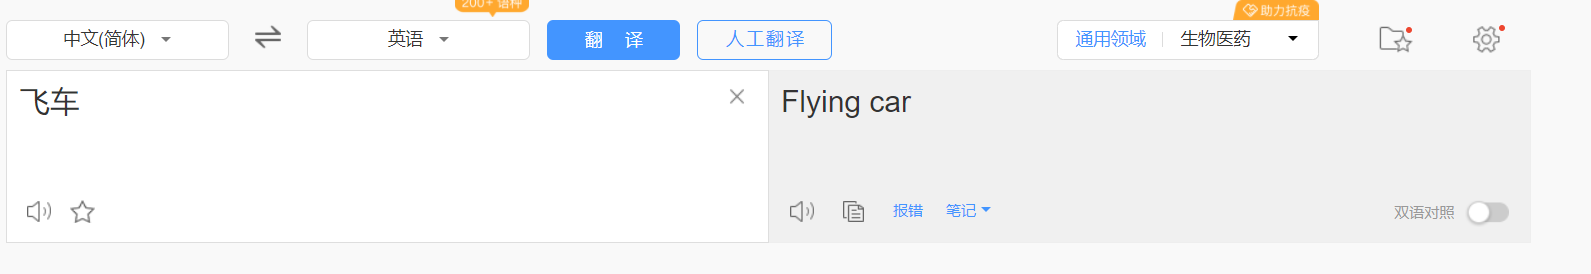 200+ 语种
助力抗疫
中文(简体)
英语
翻 译
人工翻译
通用领域
生物医药
飞车
Flying car
报错
笔记
双语对照